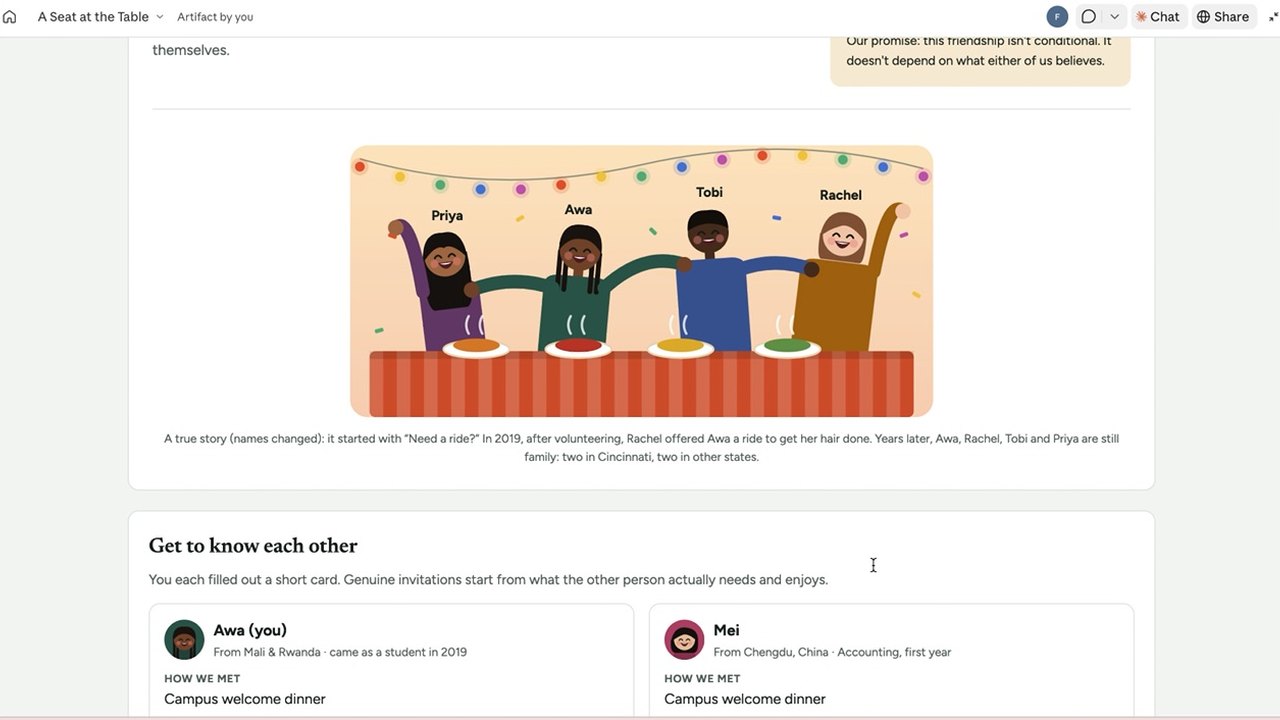 A Seat at the Table
Artifact by you
F
Chat
Share
themselves.
Our promise: this friendship isn't conditional. It
doesn't depend on what either of us believes.
Priya
Awa
Tobi
Rachel
A true story (names changed): it started with "Need a ride?" In 2019, after volunteering, Rachel offered Awa a ride to get her hair done. Years later, Awa, Rachel, Tobi and Priya are still
family: two in Cincinnati, two in other states.
Get to know each other
You each filled out a short card. Genuine invitations start from what the other person actually needs and enjoys.
Awa (you)
From Mali & Rwanda · came as a student in 2019
HOW WE MET
Campus welcome dinner
Mei
From Chengdu, China · Accounting, first year
HOW WE MET
Campus welcome dinner